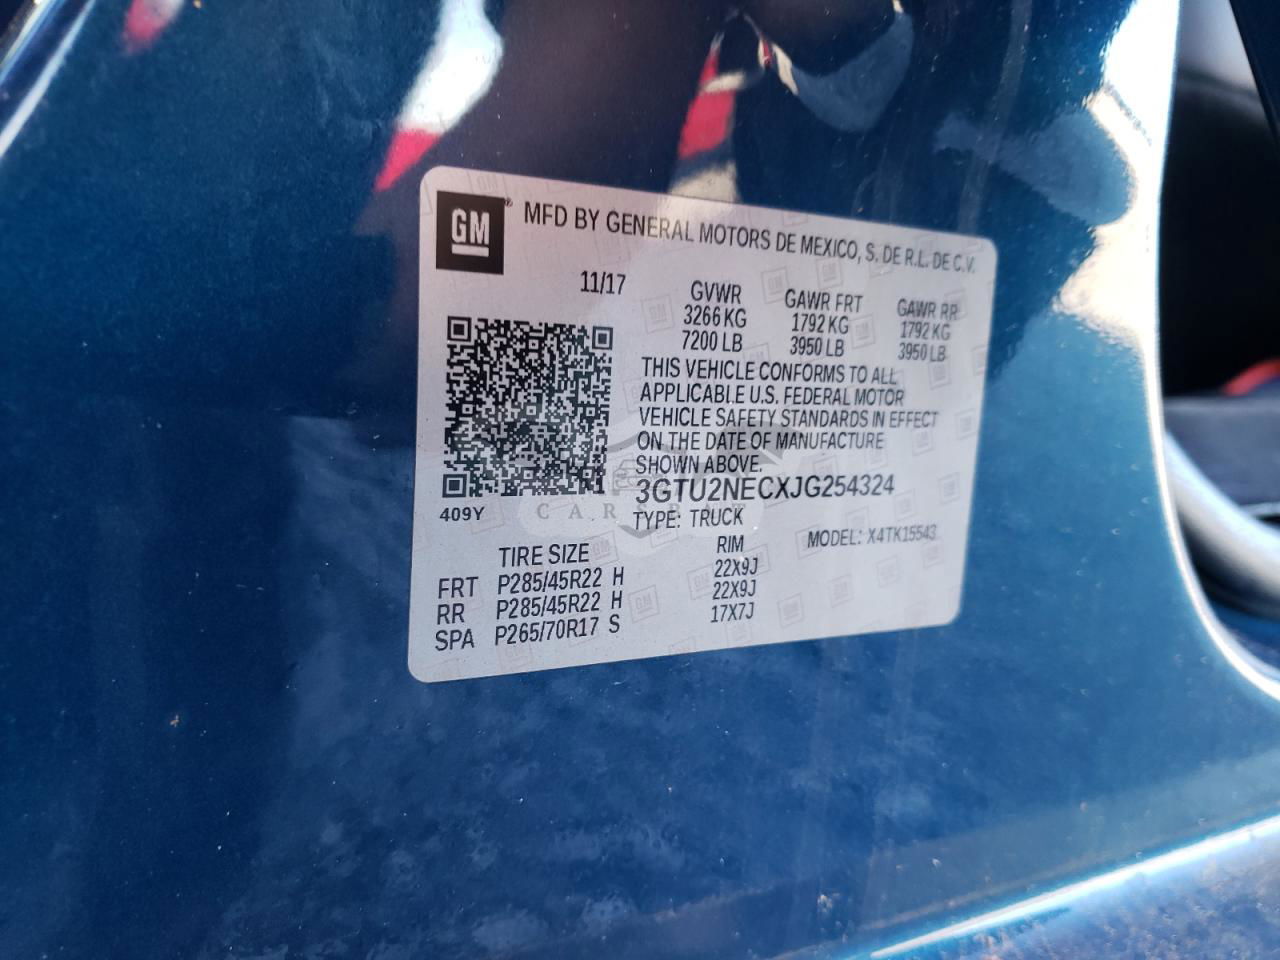 GM
MFD BY GENERAL MOTORS DE MEXICO, S. DE R.L. DE C.V.
11/17
GVWR GAWR FRT GAWR RR
3266 KG 1792 KG 1792 KG
7200 LB 3950 LB 3950 LB
THIS VEHICLE CONFORMS TO ALL
APPLICABLE U.S. FEDERAL MOTOR
VEHICLE SAFETY STANDARDS IN EFFECT
ON THE DATE OF MANUFACTURE
SHOWN ABOVE.
3GTU2NECXJG254324
409Y
TYPE: TRUCK MODEL: X4TK15543
TIRE SIZE RIM
FRT P285/45R22 H 22X9J
RR P285/45R22 H 22X9J
SPA P265/70R17 S 17X7J